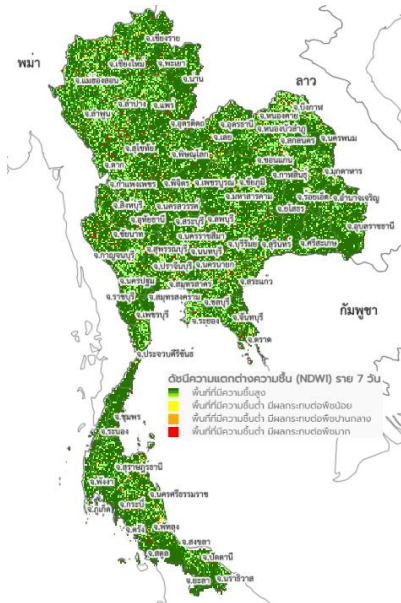 พม่า
ลาว
กัมพูชา
จ.เชียงราย
จ.เชียงใหม่
จ.พะเยา
จ.แม่ฮ่องสอน
จ.น่าน
จ.ลำปาง
จ.แพร่
จ.ลำพูน
จ.อุตรดิตถ์
จ.เลย
จ.อุดรธานี
จ.หนองคาย
จ.บึงกาฬ
จ.หนองบัวลำภู
จ.สกลนคร
จ.นครพนม
จ.สุโขทัย
จ.พิษณุโลก
จ.ขอนแก่น
จ.ตาก
จ.กาฬสินธุ์
จ.มุกดาหาร
จ.กำแพงเพชร
จ.พิจิตร
จ.เพชรบูรณ์
จ.ชัยภูมิ
จ.มหาสารคาม
จ.ร้อยเอ็ด
จ.อำนาจเจริญ
จ.สิงห์บุรี
จ.นครสวรรค์
จ.ยโสธร
จ.อุทัยธานี
จ.สระบุรี
จ.ลพบุรี
จ.อุบลราชธานี
จ.ชัยนาท
จ.นครราชสีมา
จ.บุรีรัมย์
จ.สุรินทร์
จ.ศรีสะเกษ
จ.กาญจนบุรี
จ.สุพรรณบุรี
จ.นนทบุรี
จ.ปราจีนบุรี
จ.นครนายก
จ.นครปฐม
จ.สมุทรสาคร
จ.สระแก้ว
จ.ราชบุรี
จ.สมุทรสงคราม
จ.ชลบุรี
จ.เพชรบุรี
จ.ระยอง
จ.จันทบุรี
จ.ตราด
จ.ประจวบคีรีขันธ์
ดัชนีความแตกต่างความชื้น (NDWI) ราย 7 วัน
พื้นที่ที่มีความชื้นสูง
พื้นที่ที่มีความชื้นต่ำ มีผลกระทบต่อพืชน้อย
พื้นที่ที่มีความชื้นต่ำ มีผลกระทบต่อพืชปานกลาง
พื้นที่ที่มีความชื้นต่ำ มีผลกระทบต่อพืชมาก
จ.ชุมพร
จ.ระนอง
จ.สุราษฎร์ธานี
จ.พังงา
จ.นครศรีธรรมราช
จ.กระบี่
จ.ภูเก็ต
จ.ตรัง
จ.พัทลุง
จ.สงขลา
จ.สตูล
จ.ปัตตานี
จ.ยะลา
จ.นราธิวาส